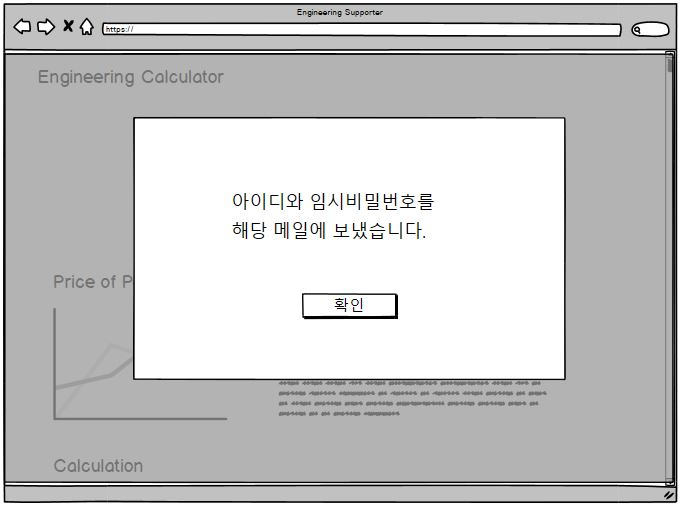 Engineering Supporter
https://
Engineering Calculator
아이디와 임시비밀번호를
해당 메일에 보냈습니다.
확인
Price of P
Calculation